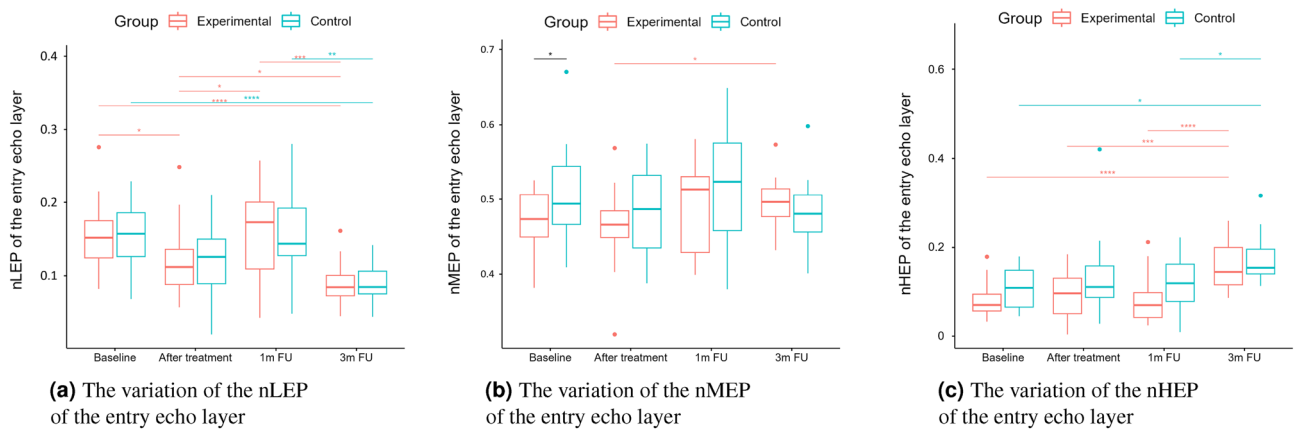 Group Experimental Control
nLEP of the entry echo layer
0.4
0.3
0.2
0.1
***
**
*
*
****
****
*
Baseline After treatment 1m FU 3m FU
(a) The variation of the nLEP
of the entry echo layer
Group Experimental Control
nMEP of the entry echo layer
0.7
0.6
0.5
0.4
*
*
Baseline After treatment 1m FU 3m FU
(b) The variation of the nMEP
of the entry echo layer
Group Experimental Control
nHEP of the entry echo layer
0.6
0.4
0.2
0
*
*
****
***
****
Baseline After treatment 1m FU 3m FU
(c) The variation of the nHEP
of the entry echo layer